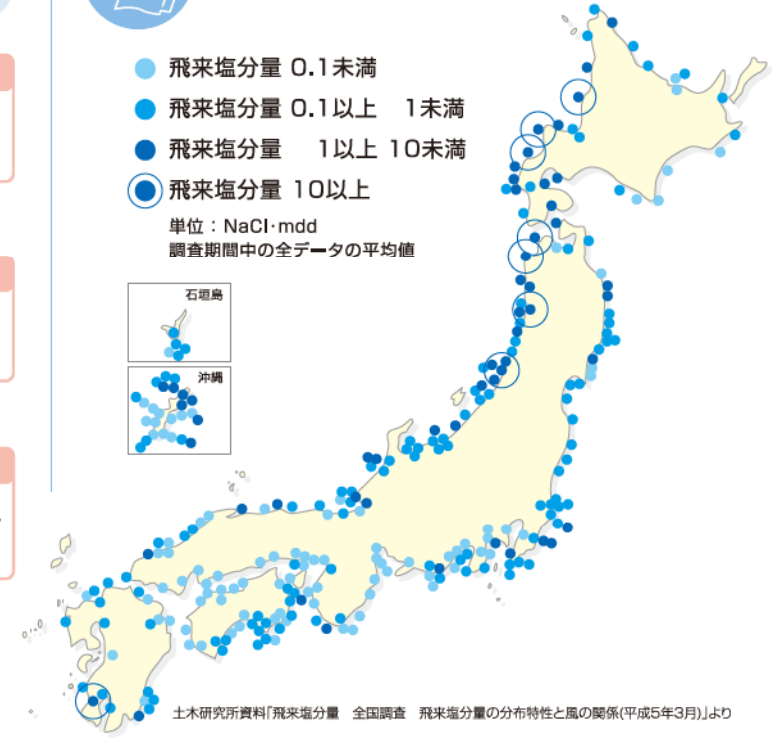 飛来塩分量 0.1未満
飛来塩分量 0.1以上 1未満
飛来塩分量 1以上 10未満
飛来塩分量 10以上
単位：NaCl・mdd
調査期間中の全データの平均値
石垣島
沖縄
土木研究所資料「飛来塩分量 全国調査 飛来塩分量の分布特性と風の関係(平成5年3月)」より